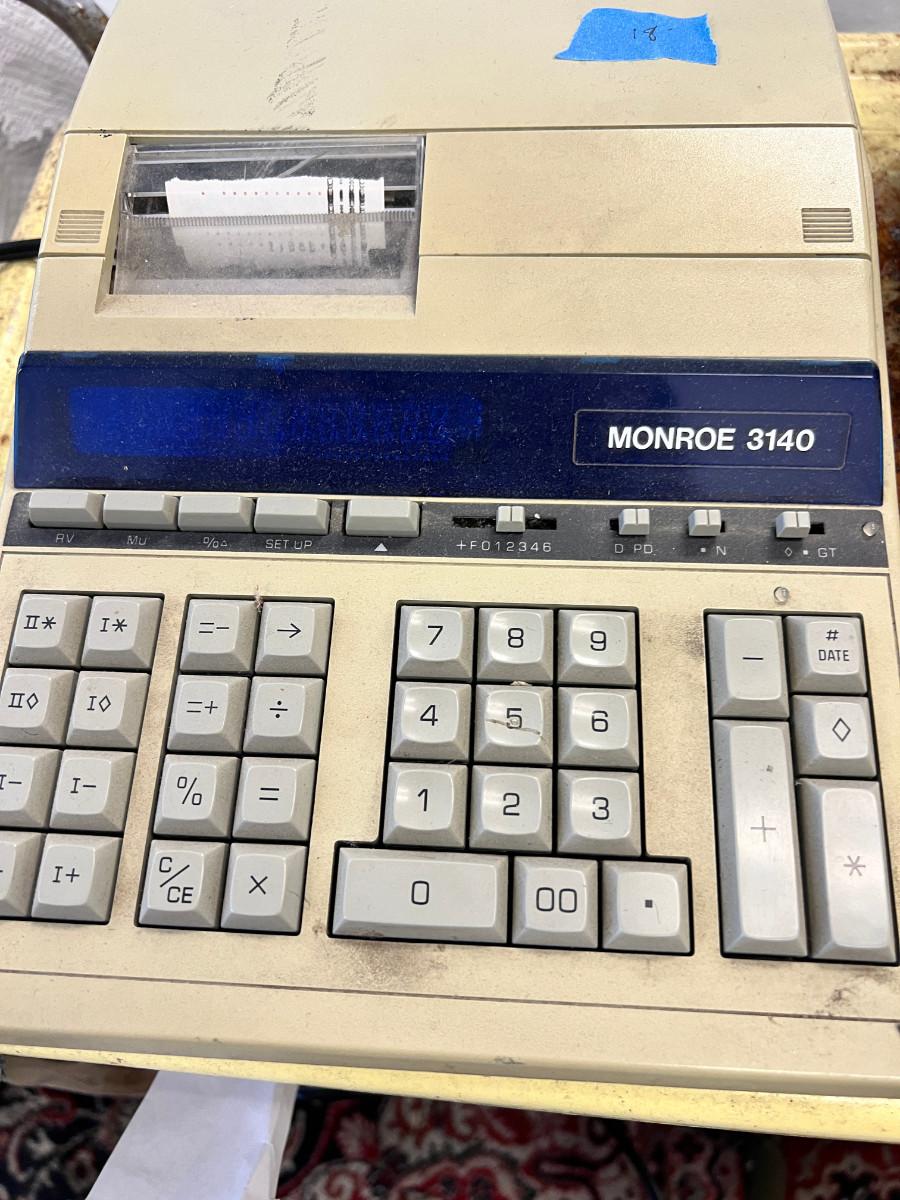 18
MONROE 3140
RV MU %△ SET UP ▲ +F012346 D PD. ▪ N ◇ ▪ GT
II* I* =- → 7 8 9 - # DATE
II◇ I◇ =+ ÷ 4 5 6 ◇
I- I- % = 1 2 3 + *
I+ C/CE × 0 00 ▪